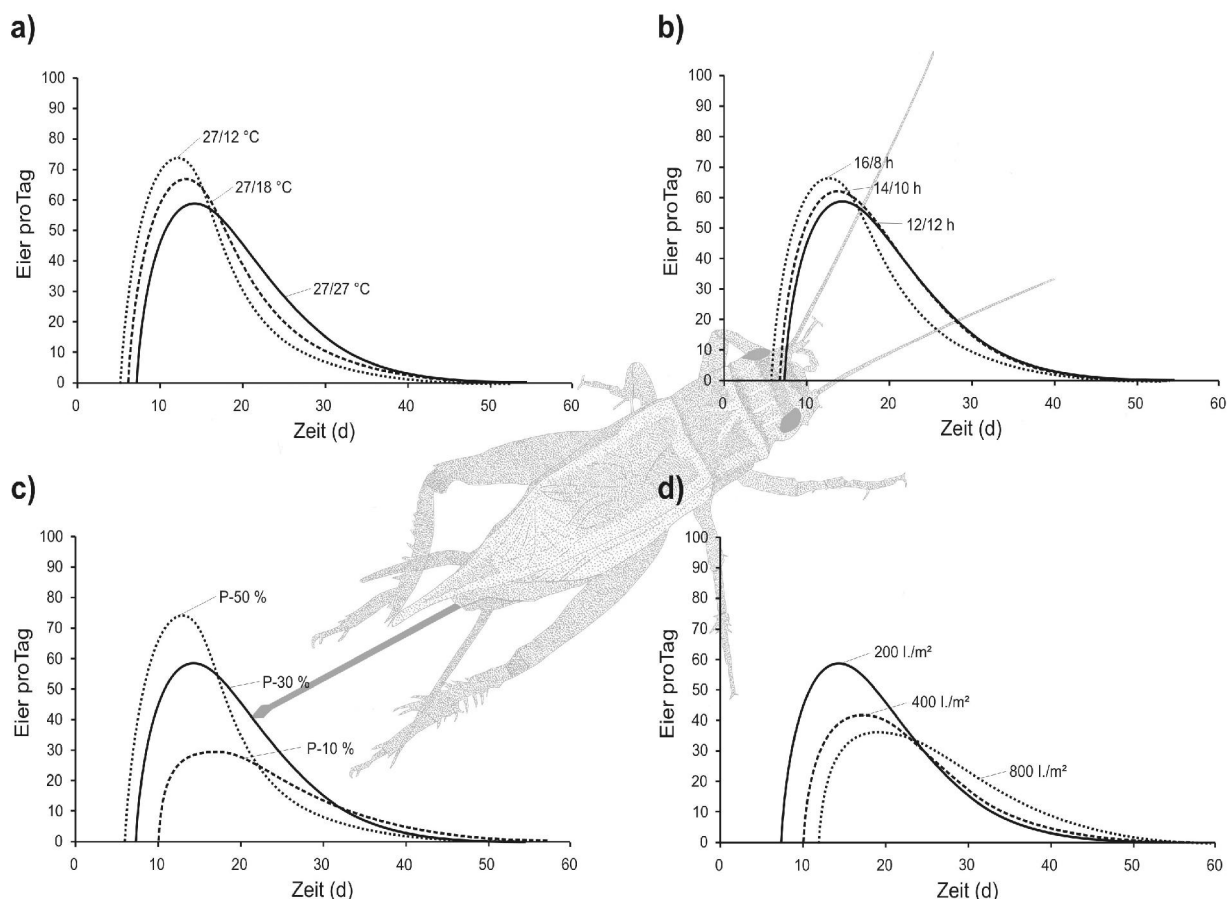 a)
100
90
80
70
60
50
40
30
20
10
0
Eier proTag
27/12 °C
27/18 °C
27/27 °C
0 10 20 30 40 50 60
Zeit (d)
b)
100
90
80
70
60
50
40
30
20
10
0
Eier proTag
16/8 h
14/10 h
12/12 h
0 10 20 30 40 50 60
Zeit (d)
c)
100
90
80
70
60
50
40
30
20
10
0
Eier proTag
P-50 %
P-30 %
P-10 %
0 10 20 30 40 50 60
Zeit (d)
d)
100
90
80
70
60
50
40
30
20
10
0
Eier proTag
200 I./m²
400 I./m²
800 I./m²
0 10 20 30 40 50 60
Zeit (d)